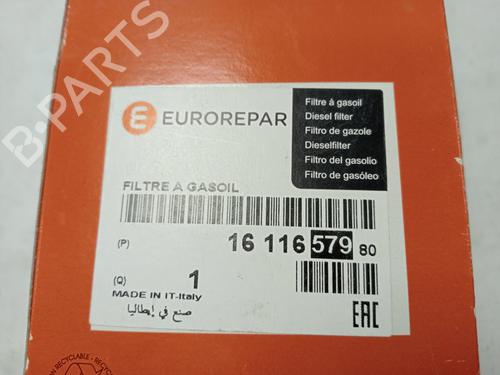 B-PARTS
EUROREPAR
Filtre à gasoil
Diesel filter
Filtro de gazole
Dieselfilter
Filtro del gasolio
Filtro de gasóleo
FILTRE A GASOIL
(P) 16 116 579 80
(Q) 1
MADE IN IT-Italy
صنع في إيطاليا
EAC